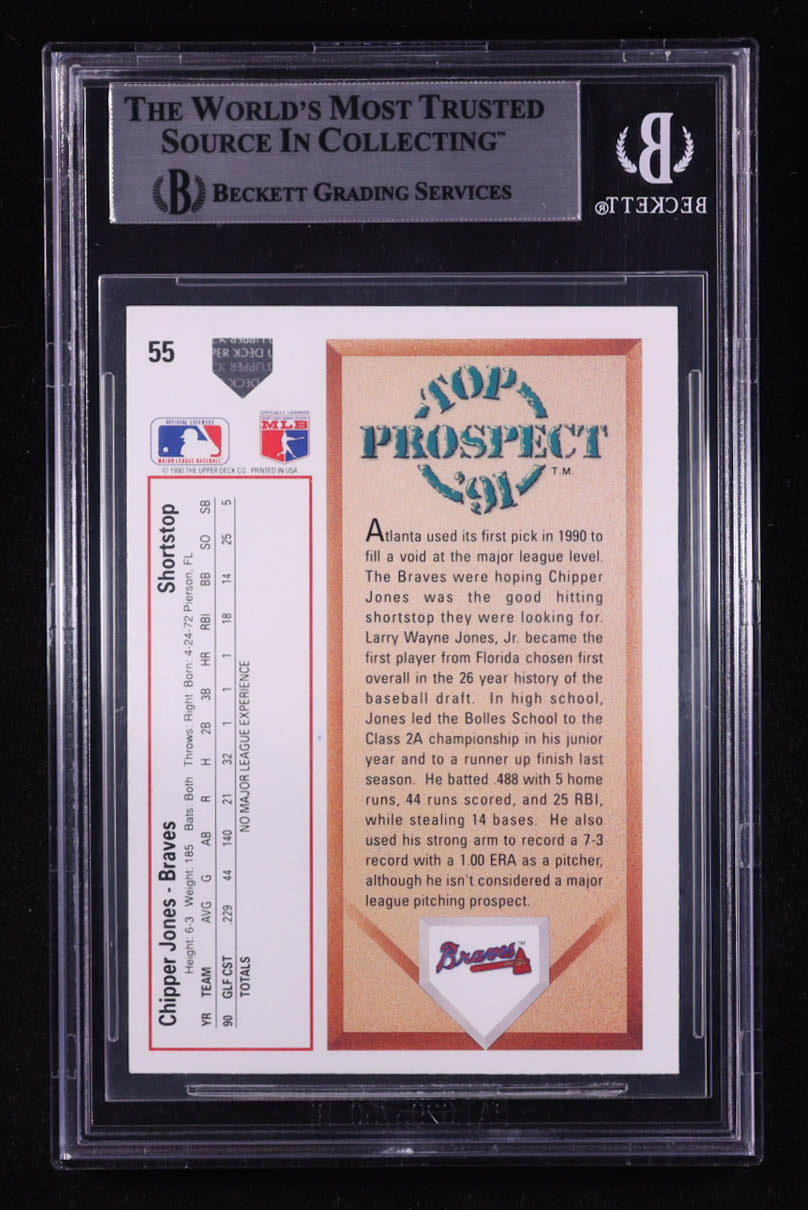 THE WORLD'S MOST TRUSTED
SOURCE IN COLLECTING™
B BECKETT GRADING SERVICES
B
BECKETT®
55
UPPER DECK
OFFICIAL LICENSEE
MAJOR LEAGUE BASEBALL
MLB
© 1990 THE UPPER DECK CO. PRINTED IN USA
TOP
PROSPECT
'91
T.M.
Atlanta used its first pick in 1990 to
fill a void at the major league level.
The Braves were hoping Chipper
Jones was the good hitting
shortstop they were looking for.
Larry Wayne Jones, Jr. became the
first player from Florida chosen first
overall in the 26 year history of the
baseball draft. In high school,
Jones led the Bolles School to the
Class 2A championship in his junior
year and to a runner up finish last
season. He batted .488 with 5 home
runs, 44 runs scored, and 25 RBI,
while stealing 14 bases. He also
used his strong arm to record a 7-3
record with a 1.00 ERA as a pitcher,
although he isn't considered a major
league pitching prospect.
Braves™
Chipper Jones - Braves Shortstop
Height: 6-3 Weight: 185 Bats: Both Throws: Right Born: 4-24-72 Pierson, FL
YR TEAM AVG G AB R H 2B 3B HR RBI BB SO SB
90 GLF CST .229 44 140 21 32 1 1 1 18 14 25 5
TOTALS NO MAJOR LEAGUE EXPERIENCE